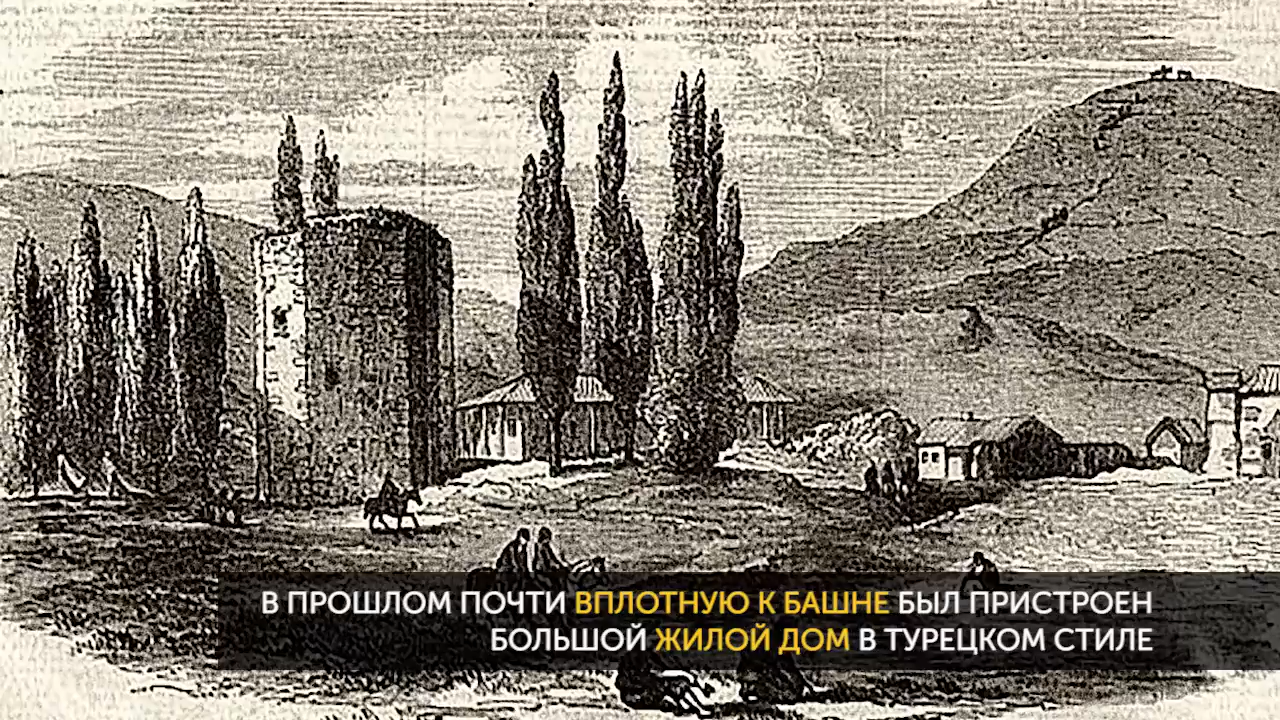 В ПРОШЛОМ ПОЧТИ ВПЛОТНУЮ К БАШНЕ БЫЛ ПРИСТРОЕН
БОЛЬШОЙ ЖИЛОЙ ДОМ В ТУРЕЦКОМ СТИЛЕ